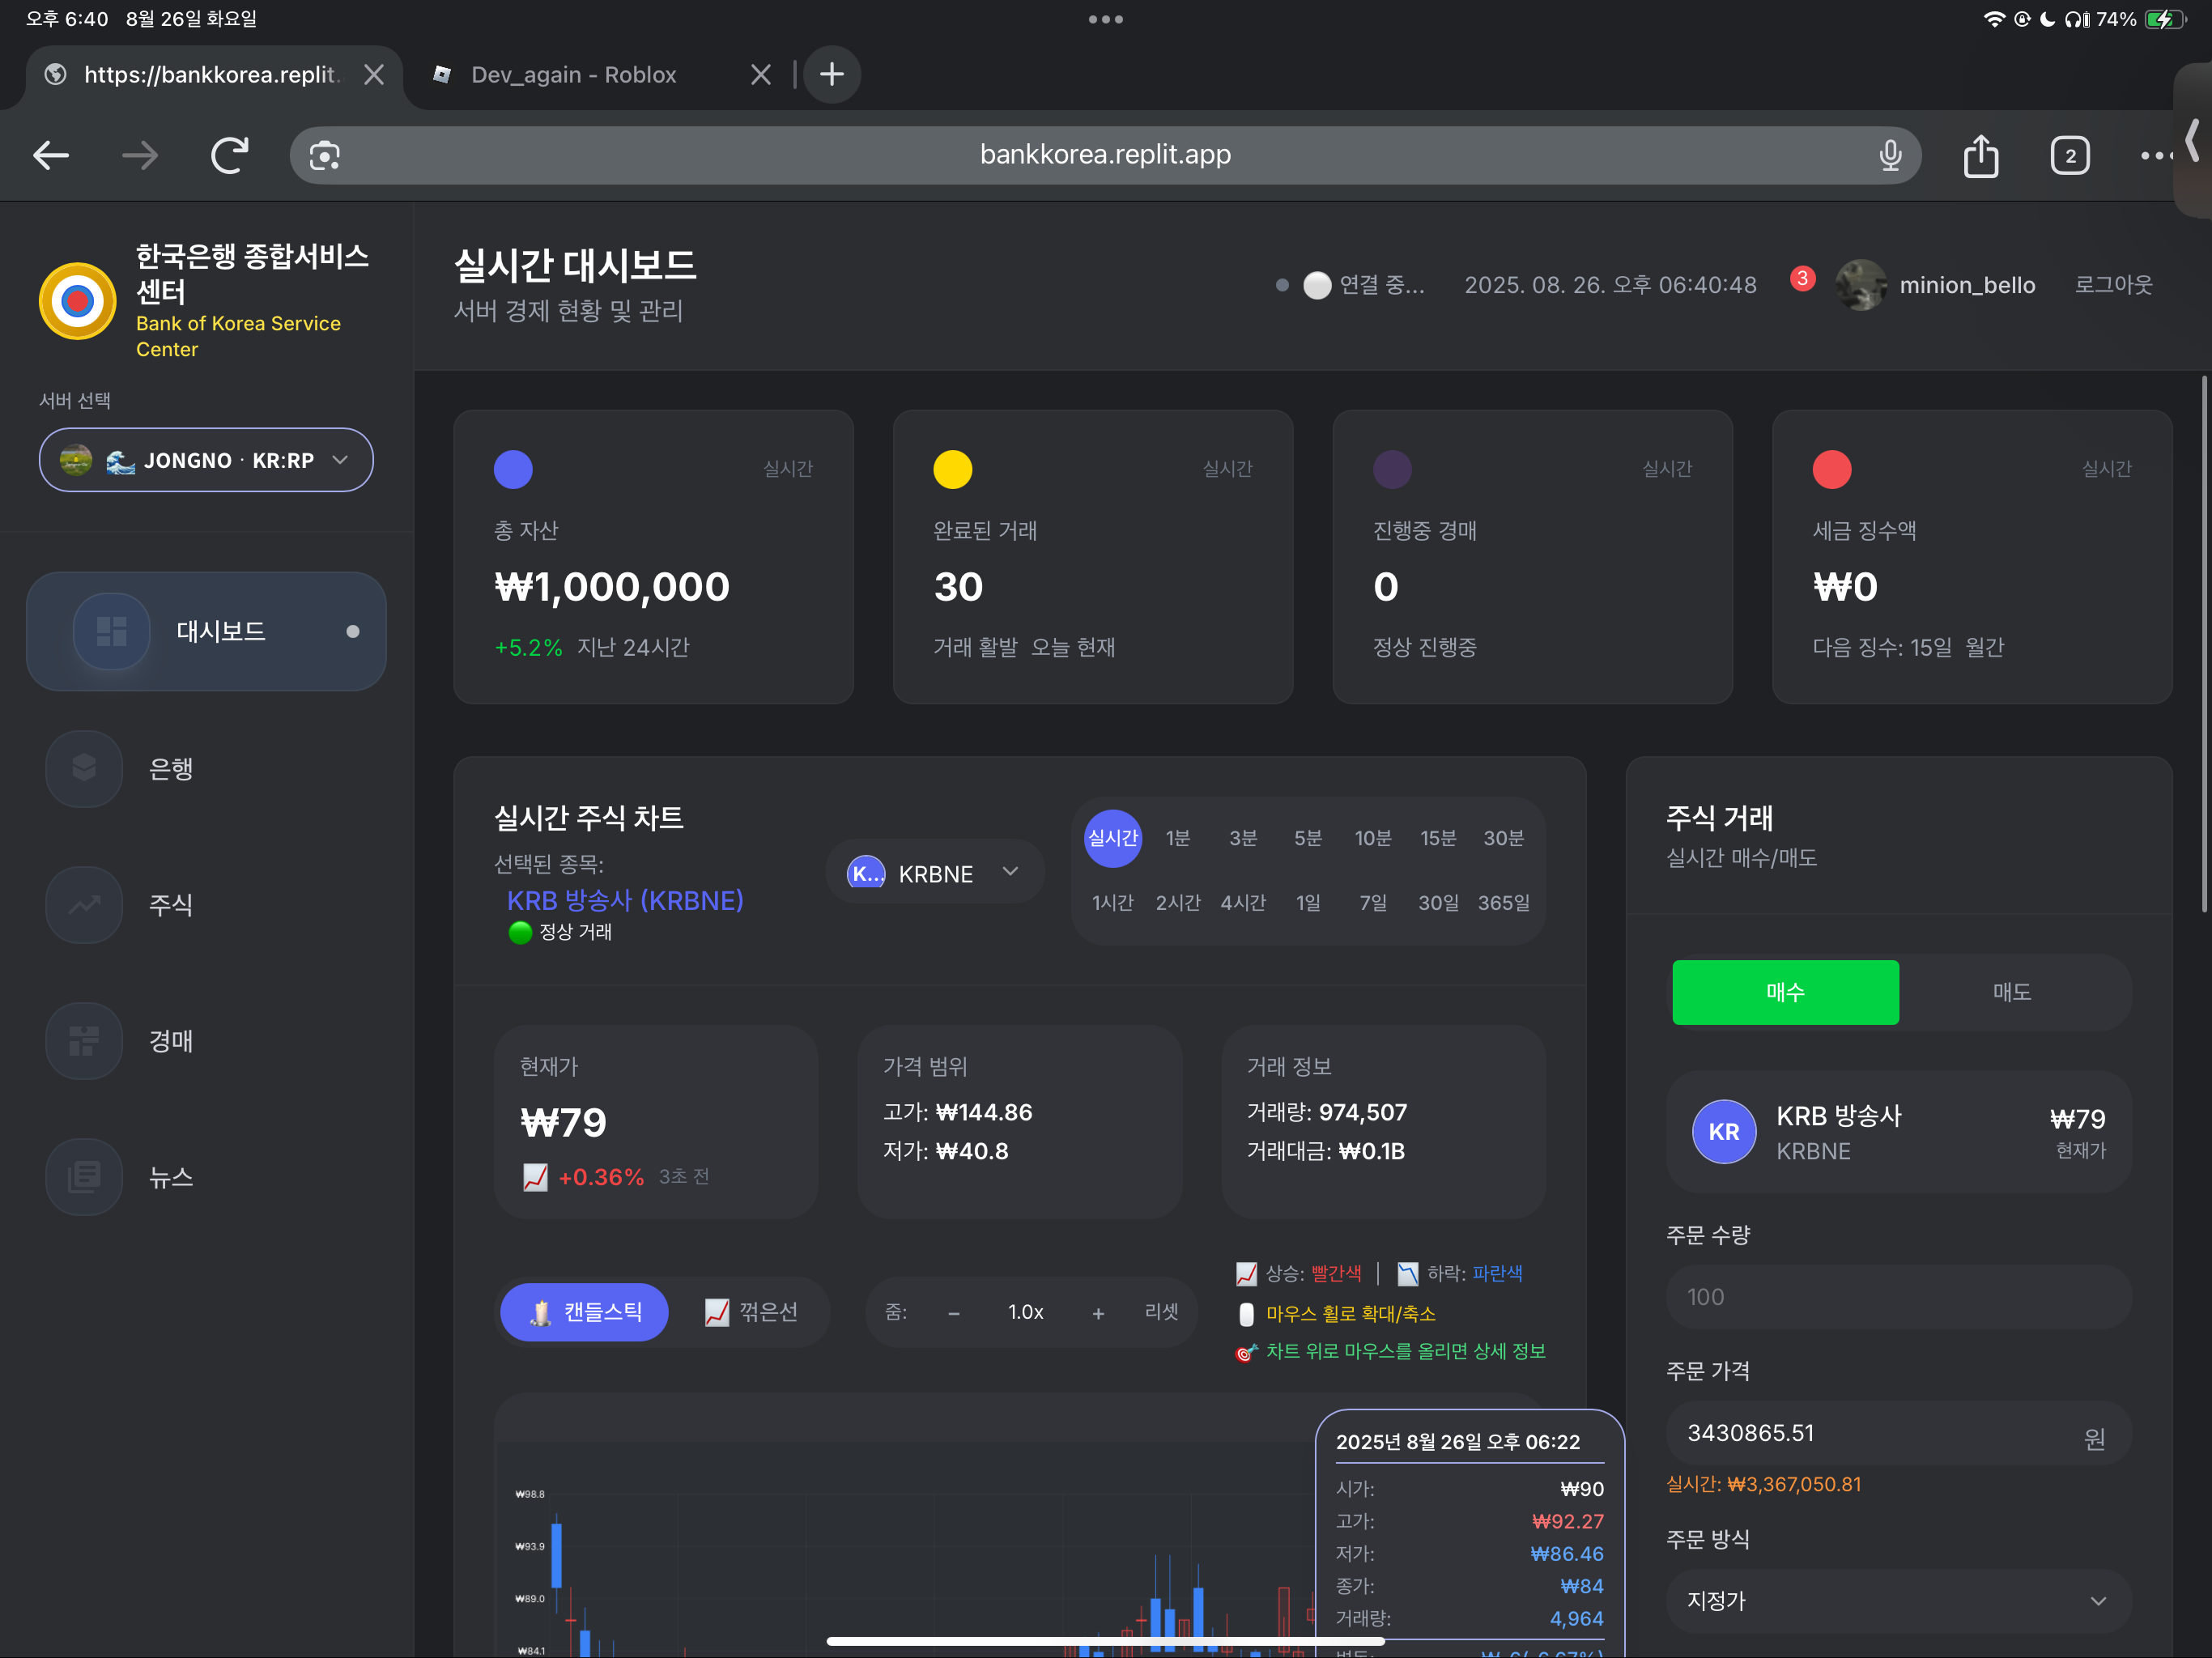 오후 6:40 8월 26일 화요일
74%
https://bankkorea.replit.
Dev_again - Roblox
bankkorea.replit.app
2
한국은행 종합서비스
센터
Bank of Korea Service
Center
서버 선택
JONGNO · KR:RP
대시보드
은행
주식
경매
뉴스
실시간 대시보드
서버 경제 현황 및 관리
연결 중...
2025. 08. 26. 오후 06:40:48
3
minion_bello
로그아웃
실시간
총 자산
₩1,000,000
+5.2% 지난 24시간
실시간
완료된 거래
30
거래 활발 오늘 현재
실시간
진행중 경매
0
정상 진행중
실시간
세금 징수액
₩0
다음 징수: 15일 월간
실시간 주식 차트
선택된 종목:
KRB 방송사 (KRBNE)
정상 거래
K... KRBNE
실시간 1분 3분 5분 10분 15분 30분
1시간 2시간 4시간 1일 7일 30일 365일
현재가
₩79
+0.36% 3초 전
가격 범위
고가: ₩144.86
저가: ₩40.8
거래 정보
거래량: 974,507
거래대금: ₩0.1B
캔들스틱 꺾은선
줌: − 1.0x + 리셋
상승: 빨간색 | 하락: 파란색
마우스 휠로 확대/축소
차트 위로 마우스를 올리면 상세 정보
₩98.8
₩93.9
₩89.0
₩84.1
2025년 8월 26일 오후 06:22
시가: ₩90
고가: ₩92.27
저가: ₩86.46
종가: ₩84
거래량: 4,964
주식 거래
실시간 매수/매도
매수 매도
KR
KRB 방송사
KRBNE
₩79
현재가
주문 수량
100
주문 가격
3430865.51 원
실시간: ₩3,367,050.81
주문 방식
지정가